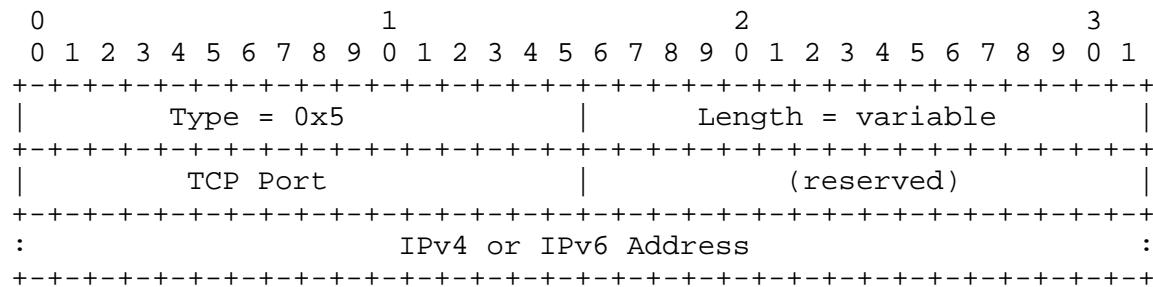 0                   1                   2                   3
 0 1 2 3 4 5 6 7 8 9 0 1 2 3 4 5 6 7 8 9 0 1 2 3 4 5 6 7 8 9 0 1
+-+-+-+-+-+-+-+-+-+-+-+-+-+-+-+-+-+-+-+-+-+-+-+-+-+-+-+-+-+-+-+-+
|        Type = 0x5              |      Length = variable        |
+-+-+-+-+-+-+-+-+-+-+-+-+-+-+-+-+-+-+-+-+-+-+-+-+-+-+-+-+-+-+-+-+
|         TCP Port               |          (reserved)           |
+-+-+-+-+-+-+-+-+-+-+-+-+-+-+-+-+-+-+-+-+-+-+-+-+-+-+-+-+-+-+-+-+
:                     IPv4 or IPv6 Address                      :
+-+-+-+-+-+-+-+-+-+-+-+-+-+-+-+-+-+-+-+-+-+-+-+-+-+-+-+-+-+-+-+-+